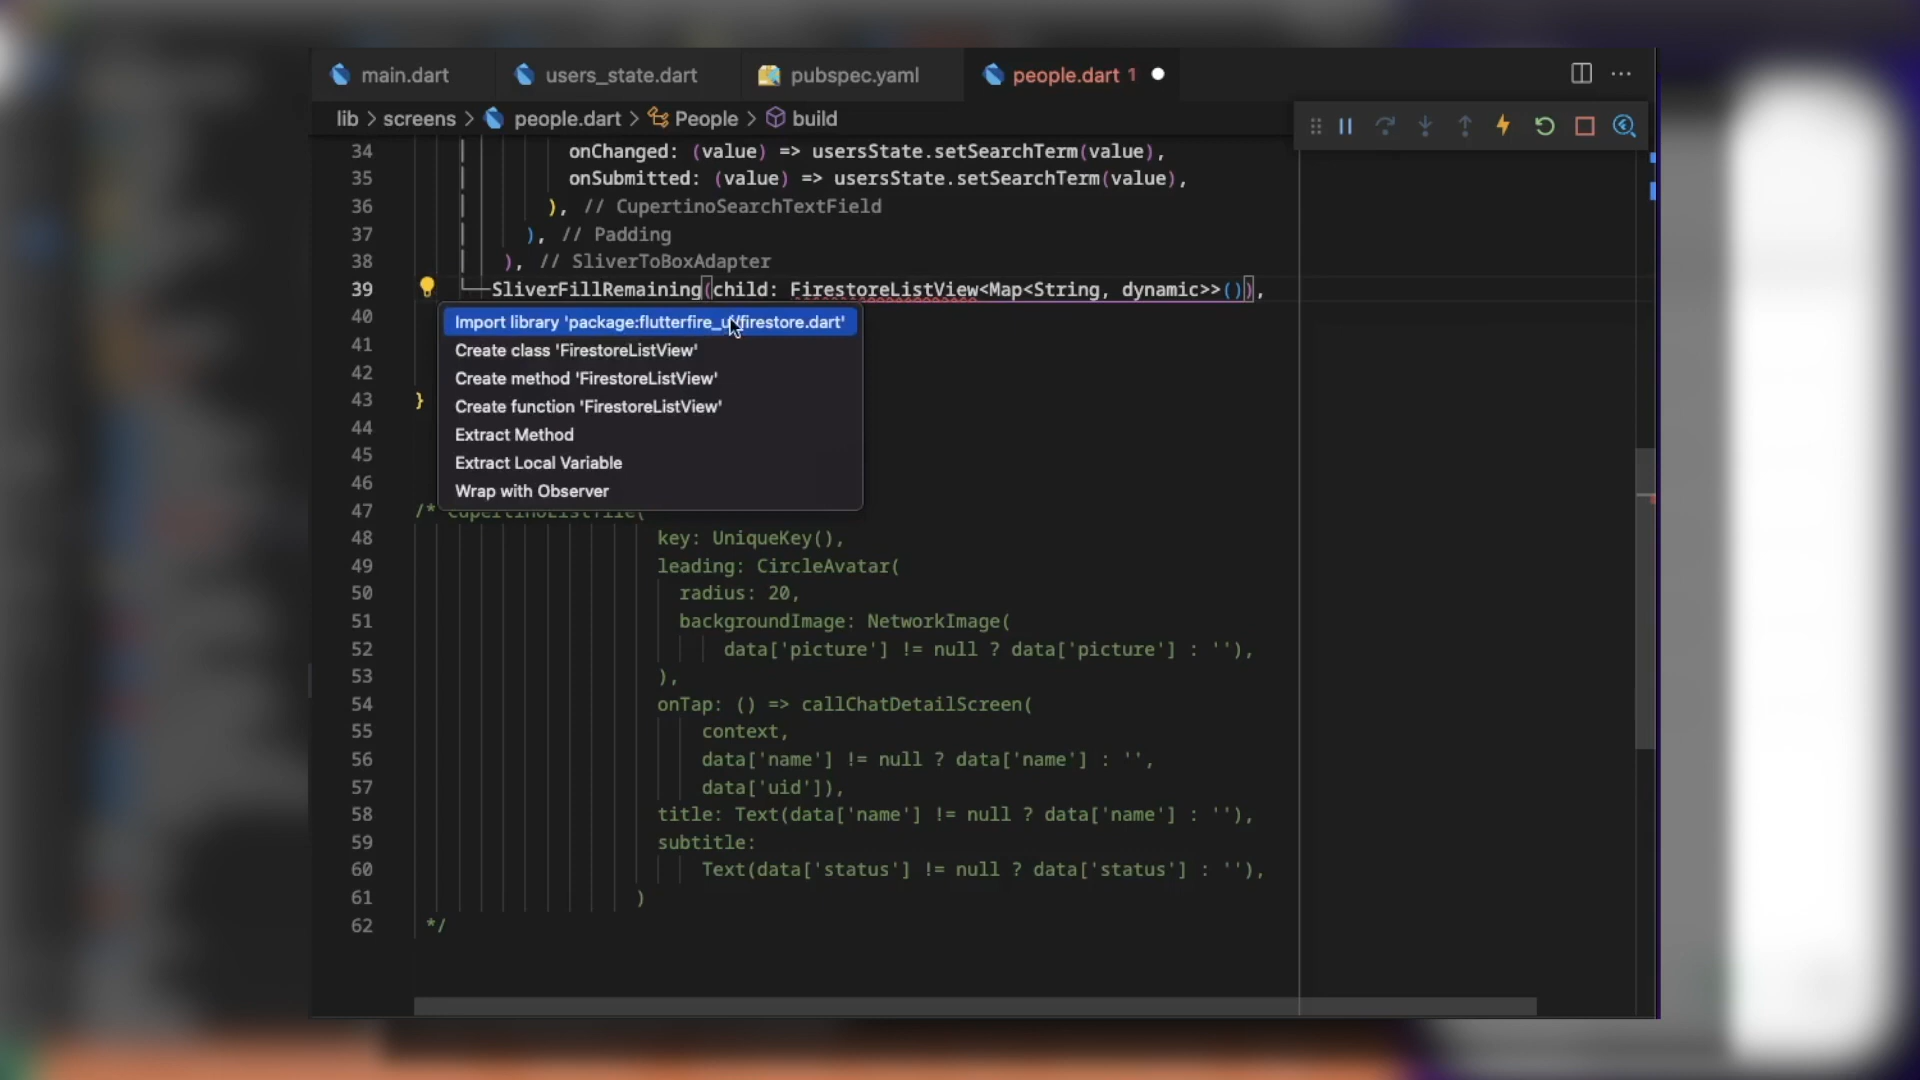 main.dart users_state.dart pubspec.yaml people.dart 1
lib > screens > people.dart > People > build
34 onChanged: (value) => usersState.setSearchTerm(value),
35 onSubmitted: (value) => usersState.setSearchTerm(value),
36 ), // CupertinoSearchTextField
37 ), // Padding
38 ), // SliverToBoxAdapter
39 SliverFillRemaining(child: FirestoreListView<Map<String, dynamic>>()),
40 Import library 'package:flutterfire_ui/firestore.dart'
41 Create class 'FirestoreListView'
42 Create method 'FirestoreListView'
43 } Create function 'FirestoreListView'
44 Extract Method
45 Extract Local Variable
46 Wrap with Observer
47 /* CupertinoListTile(
48 key: UniqueKey(),
49 leading: CircleAvatar(
50 radius: 20,
51 backgroundImage: NetworkImage(
52 data['picture'] != null ? data['picture'] : ''),
53 ),
54 onTap: () => callChatDetailScreen(
55 context,
56 data['name'] != null ? data['name'] : '',
57 data['uid']),
58 title: Text(data['name'] != null ? data['name'] : ''),
59 subtitle:
60 Text(data['status'] != null ? data['status'] : ''),
61 )
62 */